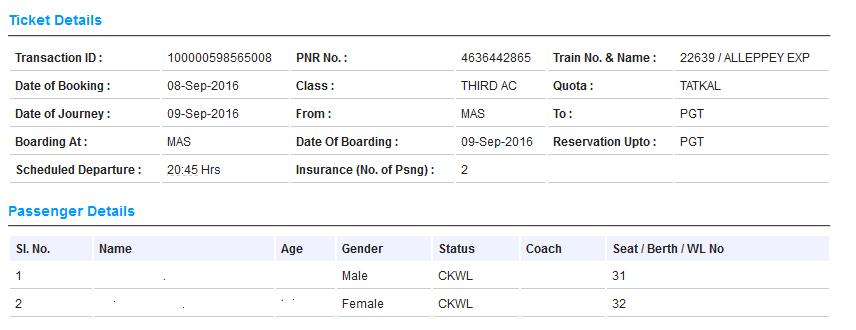 Ticket Details
Transaction ID : 100000598565008 PNR No. : 4636442865 Train No. & Name : 22639 / ALLEPPEY EXP
Date of Booking : 08-Sep-2016 Class : THIRD AC Quota : TATKAL
Date of Journey : 09-Sep-2016 From : MAS To : PGT
Boarding At : MAS Date Of Boarding : 09-Sep-2016 Reservation Upto : PGT
Scheduled Departure : 20:45 Hrs Insurance (No. of Psng) : 2
Passenger Details
Sl. No. Name Age Gender Status Coach Seat / Berth / WL No
1 Male CKWL 31
2 Female CKWL 32